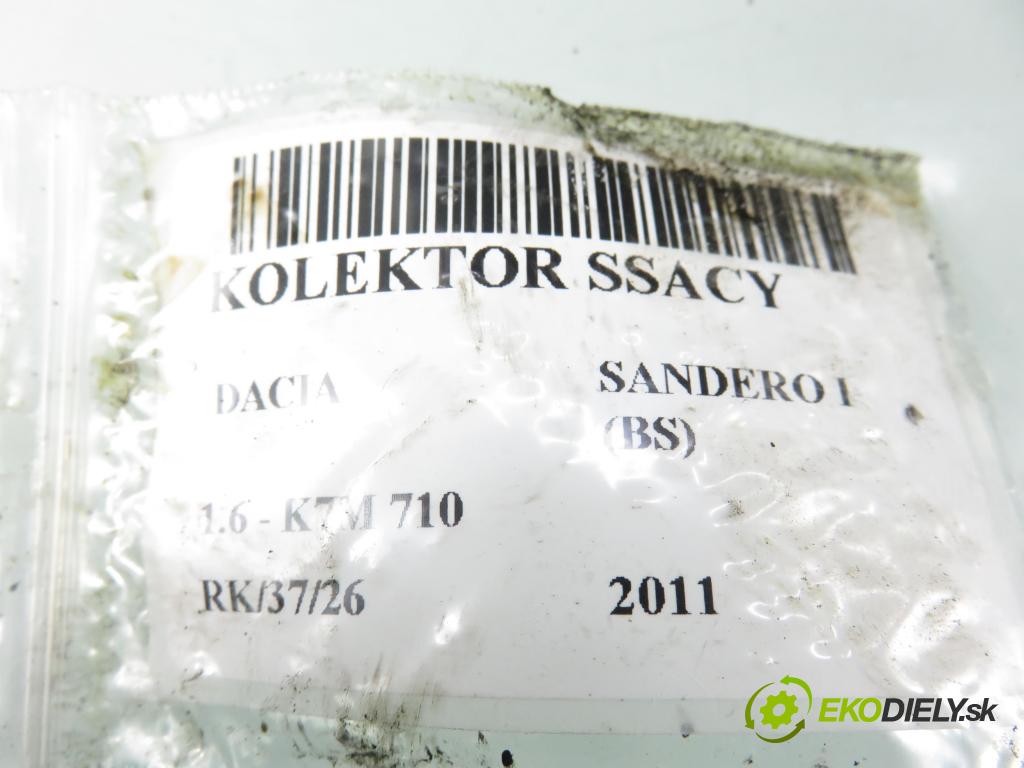 KOLEKTOR SSACY
DACIA SANDERO I
(BS)
1.6 - K7M 710
RK/37/26 2011
EKODIELY.sk